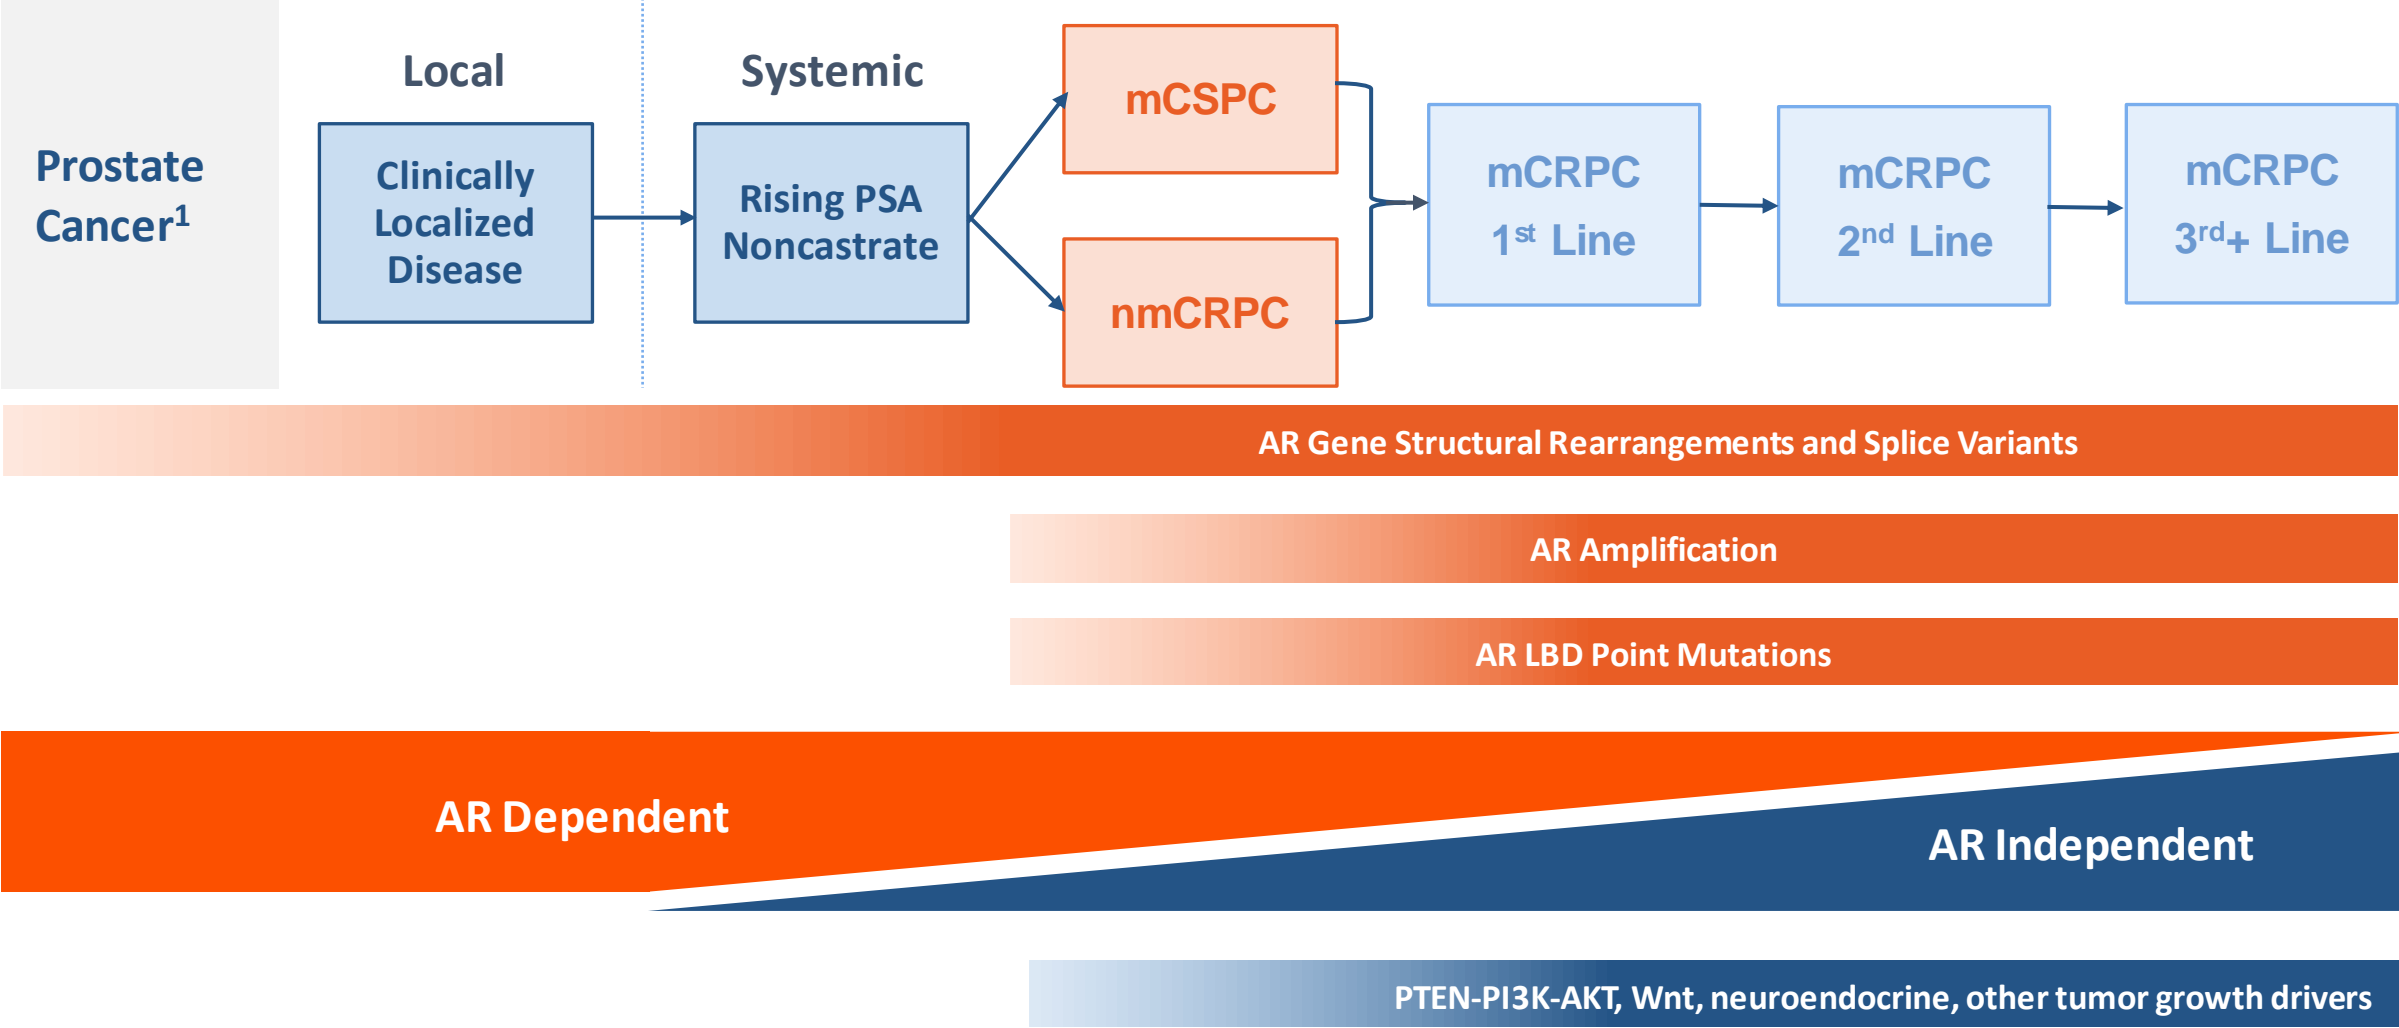 Prostate
Cancer1
Local
Clinically
Localized
Disease
Systemic
Rising PSA
Noncastrate
mCSPC
nmCRPC
mCRPC
1st Line
mCRPC
2nd Line
mCRPC
3rd+ Line
AR Gene Structural Rearrangements and Splice Variants
AR Amplification
AR LBD Point Mutations
AR Dependent
AR Independent
PTEN-PI3K-AKT, Wnt, neuroendocrine, other tumor growth drivers